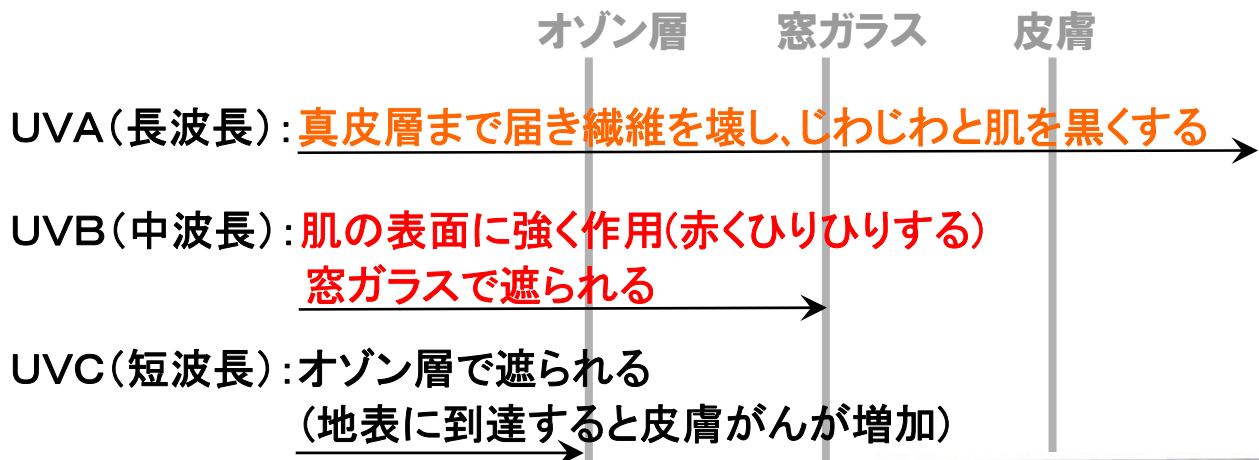 オゾン層 窓ガラス 皮膚
UVA（長波長）：真皮層まで届き繊維を壊し、じわじわと肌を黒くする
UVB（中波長）：肌の表面に強く作用(赤くひりひりする)
窓ガラスで遮られる
UVC（短波長）：オゾン層で遮られる
(地表に到達すると皮膚がんが増加)